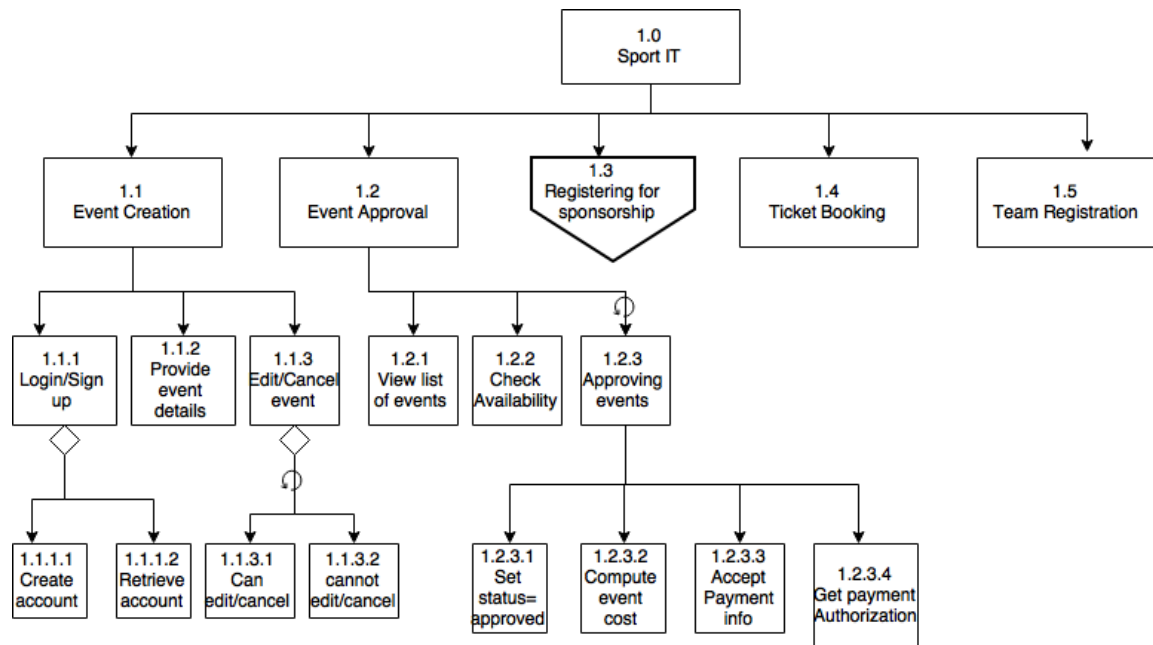 1.0
Sport IT
1.1
Event Creation
1.2
Event Approval
1.3
Registering for
sponsorship
1.4
Ticket Booking
1.5
Team Registration
1.1.1
Login/Sign
up
1.1.2
Provide
event
details
1.1.3
Edit/Cancel
event
1.2.1
View list
of events
1.2.2
Check
Availability
1.2.3
Approving
events
1.1.1.1
Create
account
1.1.1.2
Retrieve
account
1.1.3.1
Can
edit/cancel
1.1.3.2
cannot
edit/cancel
1.2.3.1
Set
status=
approved
1.2.3.2
Compute
event
cost
1.2.3.3
Accept
Payment
info
1.2.3.4
Get payment
Authorization